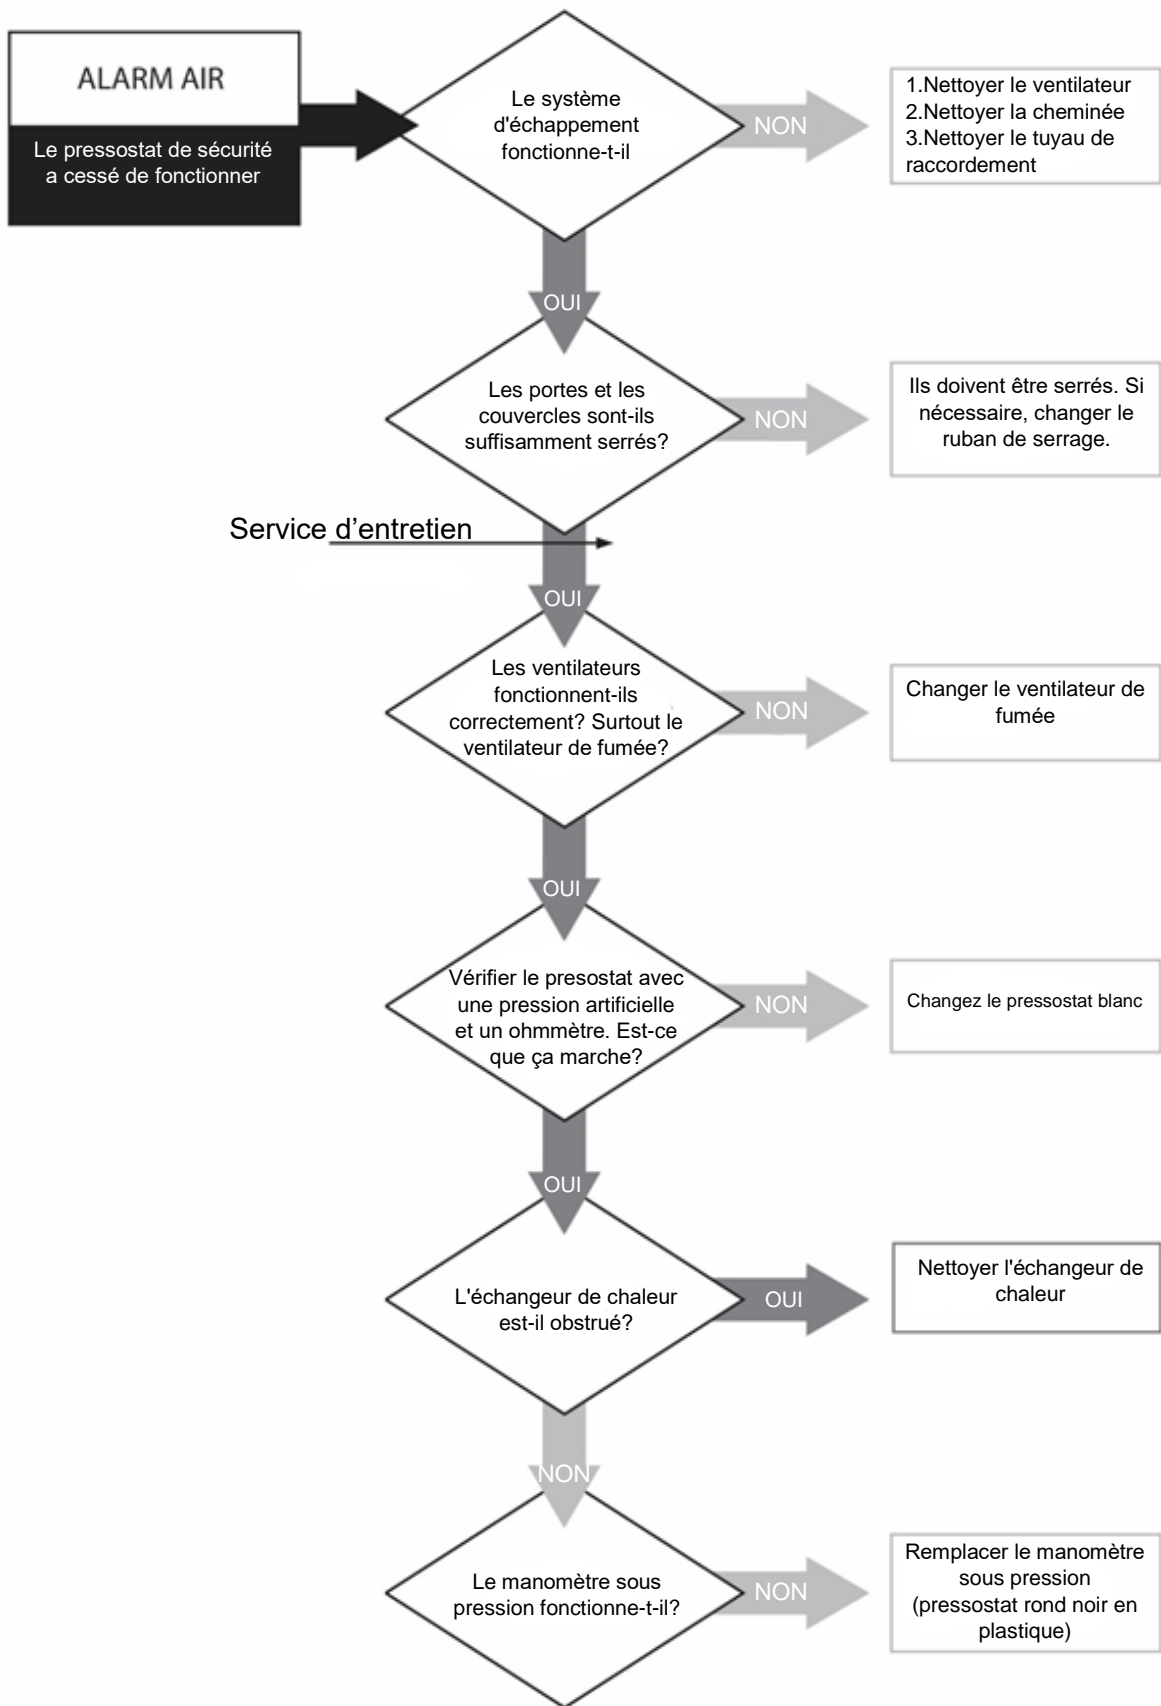 ALARM AIR
Le pressostat de sécurité
a cessé de fonctionner
Le système
d'échappement
fonctionne-t-il
NON
1.Nettoyer le ventilateur
2.Nettoyer la cheminée
3.Nettoyer le tuyau de
raccordement
OUI
Les portes et les
couvercles sont-ils
suffisamment serrés?
NON
Ils doivent être serrés. Si
nécessaire, changer le
ruban de serrage.
Service d’entretien
OUI
Les ventilateurs
fonctionnent-ils
correctement? Surtout le
ventilateur de fumée?
NON
Changer le ventilateur de
fumée
OUI
Vérifier le presostat avec
une pression artificielle
et un ohmmètre. Est-ce
que ça marche?
NON
Changez le pressostat blanc
OUI
L'échangeur de chaleur
est-il obstrué?
OUI
Nettoyer l'échangeur de
chaleur
NON
Le manomètre sous
pression fonctionne-t-il?
NON
Remplacer le manomètre
sous pression
(pressostat rond noir en
plastique)